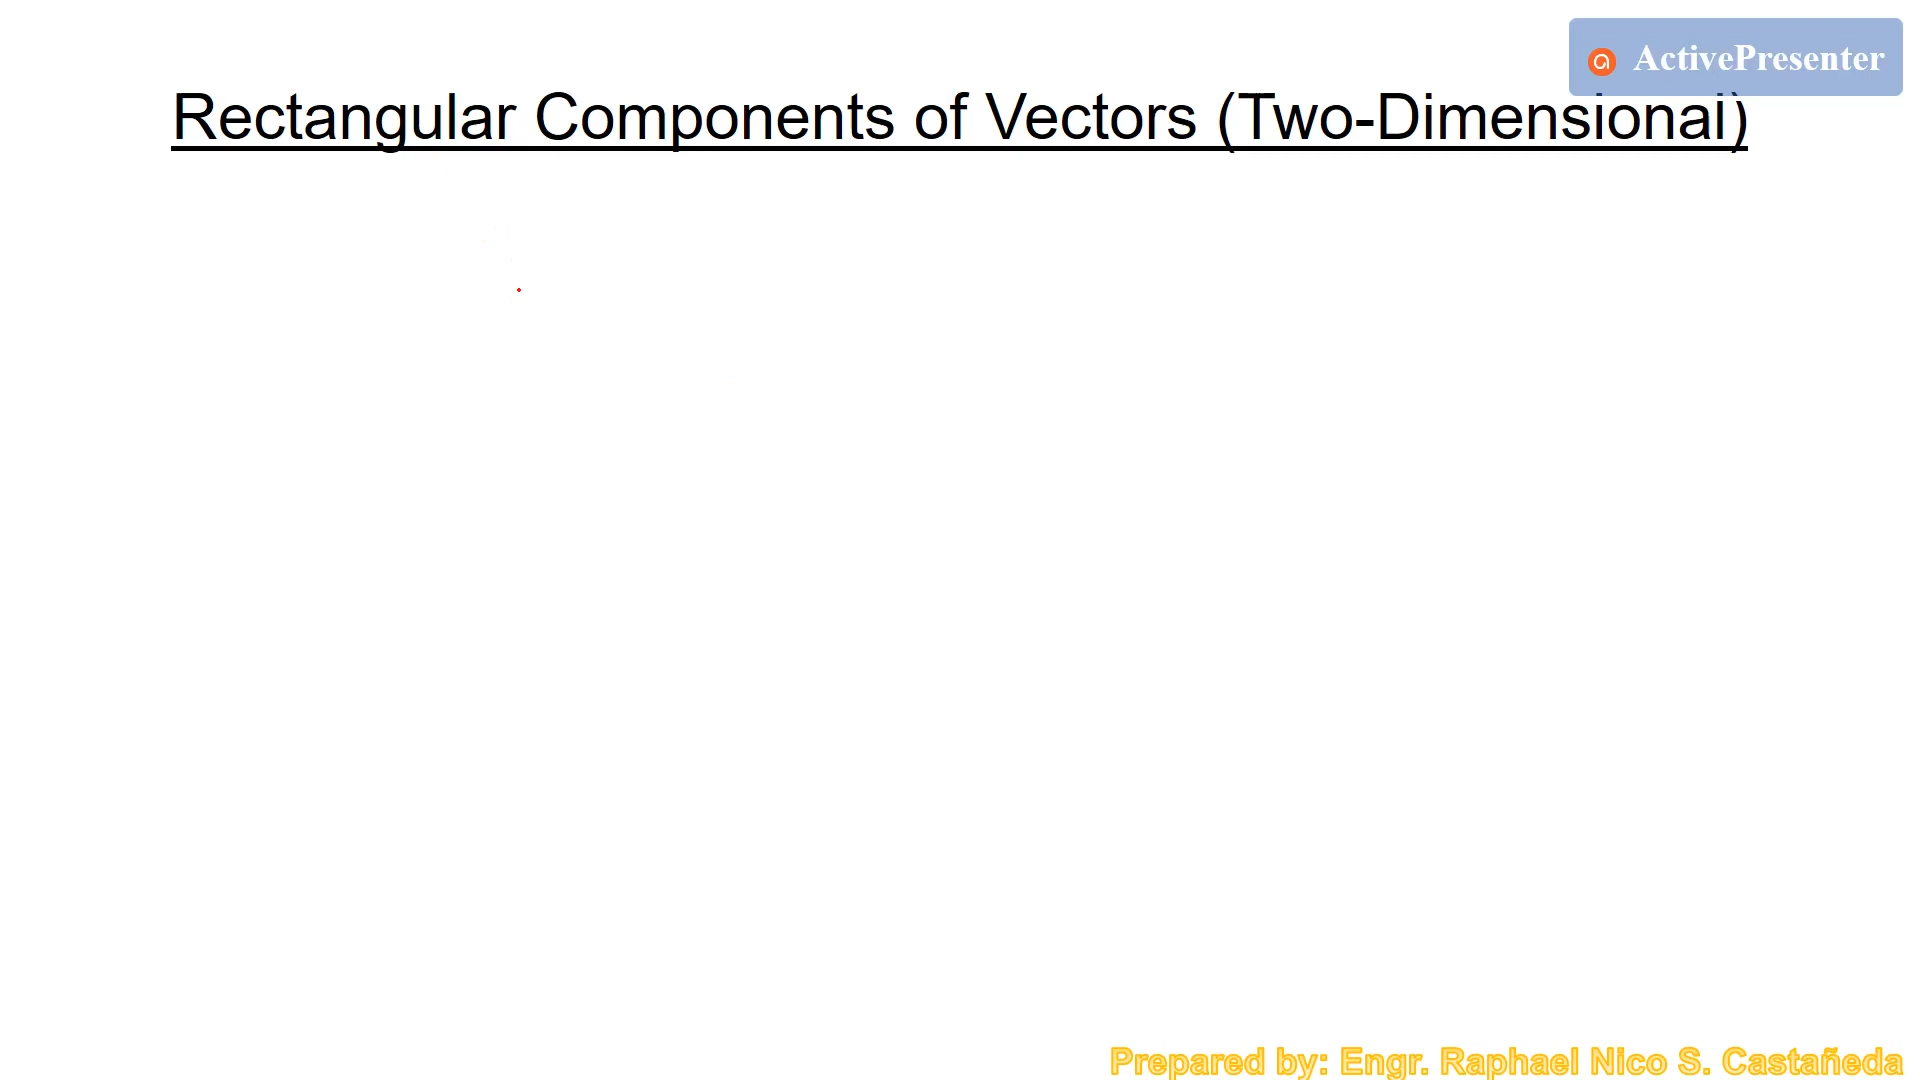 ActivePresenter
Rectangular Components of Vectors (Two-Dimensional)
Prepared by: Engr. Raphael Nico S. Castañeda